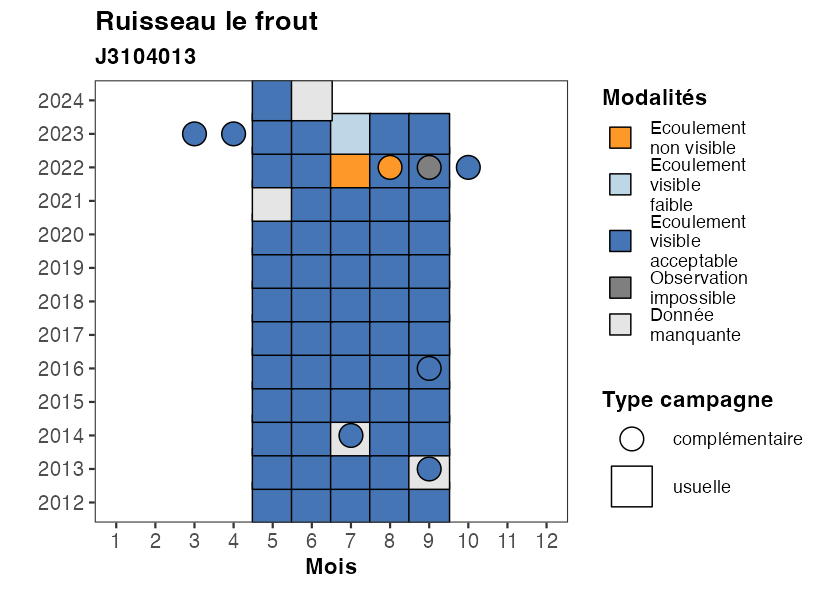 Ruisseau le frout
J3104013
2024
2023
2022
2021
2020
2019
2018
2017
2016
2015
2014
2013
2012
1 2 3 4 5 6 7 8 9 10 11 12
Mois
Modalités
Ecoulement
non visible
Ecoulement
visible
faible
Ecoulement
visible
acceptable
Observation
impossible
Donnée
manquante
Type campagne
complémentaire
usuelle